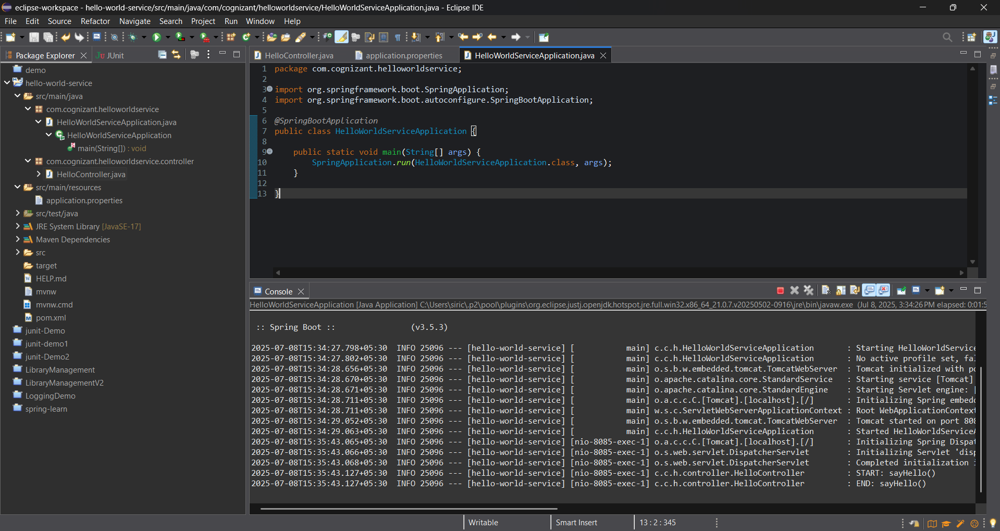 eclipse-workspace - hello-world-service/src/main/java/com/cognizant/helloworldservice/HelloWorldServiceApplication.java - Eclipse IDE
File Edit Source Refactor Navigate Search Project Run Window Help
Package Explorer
JUnit
demo
hello-world-service
src/main/java
com.cognizant.helloworldservice
HelloWorldServiceApplication.java
HelloWorldServiceApplication
main(String[]) : void
com.cognizant.helloworldservice.controller
HelloController.java
src/main/resources
application.properties
src/test/java
JRE System Library [JavaSE-17]
Maven Dependencies
src
target
HELP.md
mvnw
mvnw.cmd
pom.xml
junit-Demo
junit-demo1
junit-Demo2
LibraryManagement
LibraryManagementV2
LoggingDemo
spring-learn
HelloController.java application.properties HelloWorldServiceApplication.java
1 package com.cognizant.helloworldservice;
2
3 import org.springframework.boot.SpringApplication;
4 import org.springframework.boot.autoconfigure.SpringBootApplication;
5
6 @SpringBootApplication
7 public class HelloWorldServiceApplication {
8
9 public static void main(String[] args) {
10 SpringApplication.run(HelloWorldServiceApplication.class, args);
11 }
12
13 }
Console
HelloWorldServiceApplication [Java Application] C:\Users\siric\.p2\pool\plugins\org.eclipse.justj.openjdk.hotspot.jre.full.win32.x86_64_21.0.7.v20250502-0916\jre\bin\javaw.exe (Jul 8, 2025, 3:34:26 PM elapsed: 0:01:5
:: Spring Boot :: (v3.5.3)
2025-07-08T15:34:27.798+05:30 INFO 25096 --- [hello-world-service] [ main] c.c.h.HelloWorldServiceApplication : Starting HelloWorldService
2025-07-08T15:34:27.802+05:30 INFO 25096 --- [hello-world-service] [ main] c.c.h.HelloWorldServiceApplication : No active profile set, fa
2025-07-08T15:34:28.656+05:30 INFO 25096 --- [hello-world-service] [ main] o.s.b.w.embedded.tomcat.TomcatWebServer : Tomcat initialized with po
2025-07-08T15:34:28.670+05:30 INFO 25096 --- [hello-world-service] [ main] o.apache.catalina.core.StandardService : Starting service [Tomcat]
2025-07-08T15:34:28.671+05:30 INFO 25096 --- [hello-world-service] [ main] o.apache.catalina.core.StandardEngine : Starting Servlet engine: [
2025-07-08T15:34:28.711+05:30 INFO 25096 --- [hello-world-service] [ main] o.a.c.c.C.[Tomcat].[localhost].[/] : Initializing Spring embed
2025-07-08T15:34:28.711+05:30 INFO 25096 --- [hello-world-service] [ main] w.s.c.ServletWebServerApplicationContext : Root WebApplicationContext
2025-07-08T15:34:29.052+05:30 INFO 25096 --- [hello-world-service] [ main] o.s.b.w.embedded.tomcat.TomcatWebServer : Tomcat started on port 808
2025-07-08T15:34:29.063+05:30 INFO 25096 --- [hello-world-service] [ main] c.c.h.HelloWorldServiceApplication : Started HelloWorldServiceA
2025-07-08T15:35:43.065+05:30 INFO 25096 --- [hello-world-service] [nio-8085-exec-1] o.a.c.c.C.[Tomcat].[localhost].[/] : Initializing Spring Dispat
2025-07-08T15:35:43.066+05:30 INFO 25096 --- [hello-world-service] [nio-8085-exec-1] o.s.web.servlet.DispatcherServlet : Initializing Servlet 'disp
2025-07-08T15:35:43.068+05:30 INFO 25096 --- [hello-world-service] [nio-8085-exec-1] o.s.web.servlet.DispatcherServlet : Completed initialization
2025-07-08T15:35:43.127+05:30 INFO 25096 --- [hello-world-service] [nio-8085-exec-1] c.c.h.controller.HelloController : START: sayHello()
2025-07-08T15:35:43.127+05:30 INFO 25096 --- [hello-world-service] [nio-8085-exec-1] c.c.h.controller.HelloController : END: sayHello()
Writable Smart Insert 13 : 2 : 345